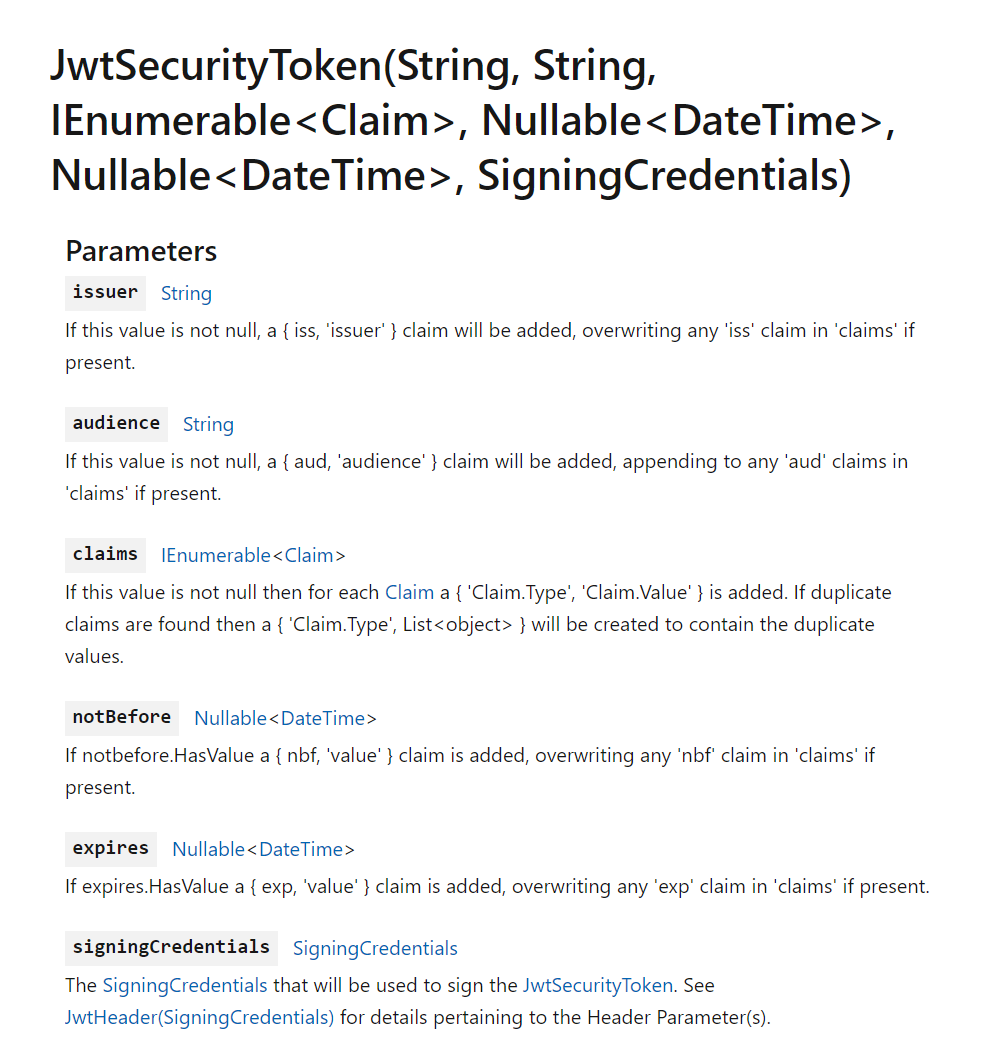 JwtSecurityToken(String, String,
IEnumerable<Claim>, Nullable<DateTime>,
Nullable<DateTime>, SigningCredentials)
Parameters
issuer String
If this value is not null, a { iss, 'issuer' } claim will be added, overwriting any 'iss' claim in 'claims' if
present.
audience String
If this value is not null, a { aud, 'audience' } claim will be added, appending to any 'aud' claims in
'claims' if present.
claims IEnumerable<Claim>
If this value is not null then for each Claim a { 'Claim.Type', 'Claim.Value' } is added. If duplicate
claims are found then a { 'Claim.Type', List<object> } will be created to contain the duplicate
values.
notBefore Nullable<DateTime>
If notbefore.HasValue a { nbf, 'value' } claim is added, overwriting any 'nbf' claim in 'claims' if
present.
expires Nullable<DateTime>
If expires.HasValue a { exp, 'value' } claim is added, overwriting any 'exp' claim in 'claims' if present.
signingCredentials SigningCredentials
The SigningCredentials that will be used to sign the JwtSecurityToken. See
JwtHeader(SigningCredentials) for details pertaining to the Header Parameter(s).